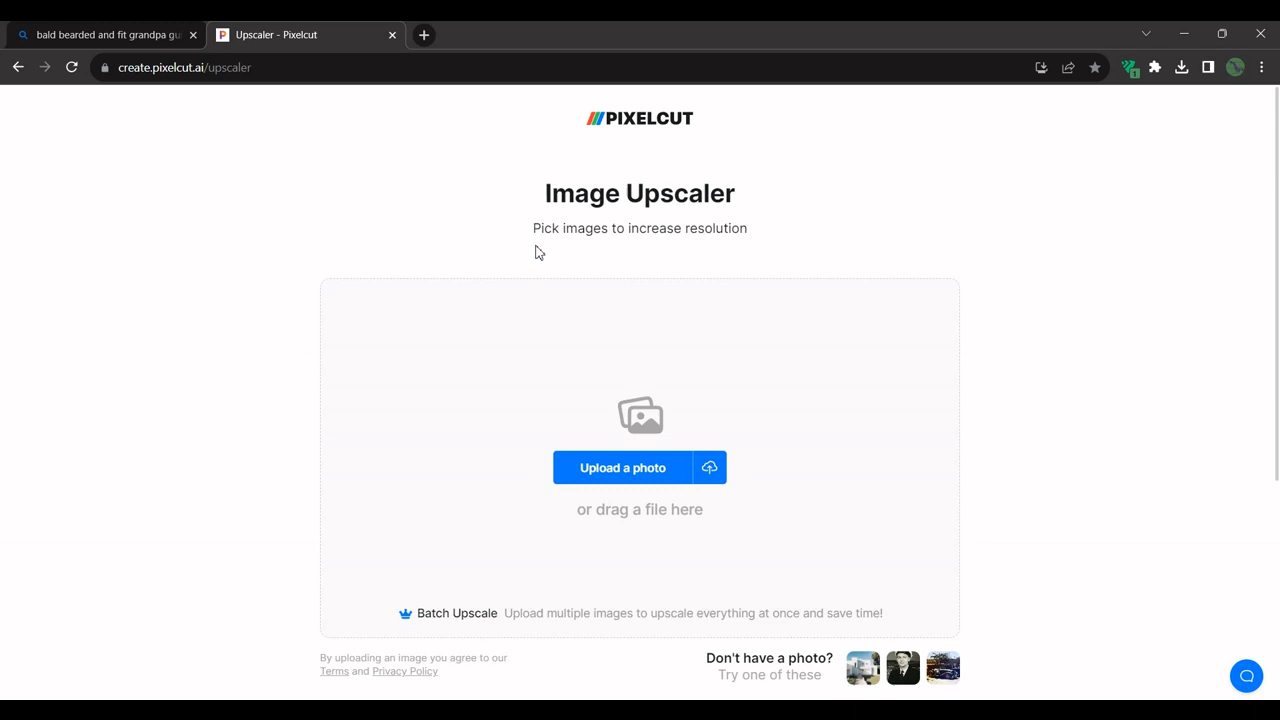 bald bearded and fit grandpa gu
Upscaler - Pixelcut
create.pixelcut.ai/upscaler
1
PIXELCUT
Image Upscaler
Pick images to increase resolution
Upload a photo
or drag a file here
Batch Upscale Upload multiple images to upscale everything at once and save time!
By uploading an image you agree to our
Terms and Privacy Policy
Don't have a photo?
Try one of these